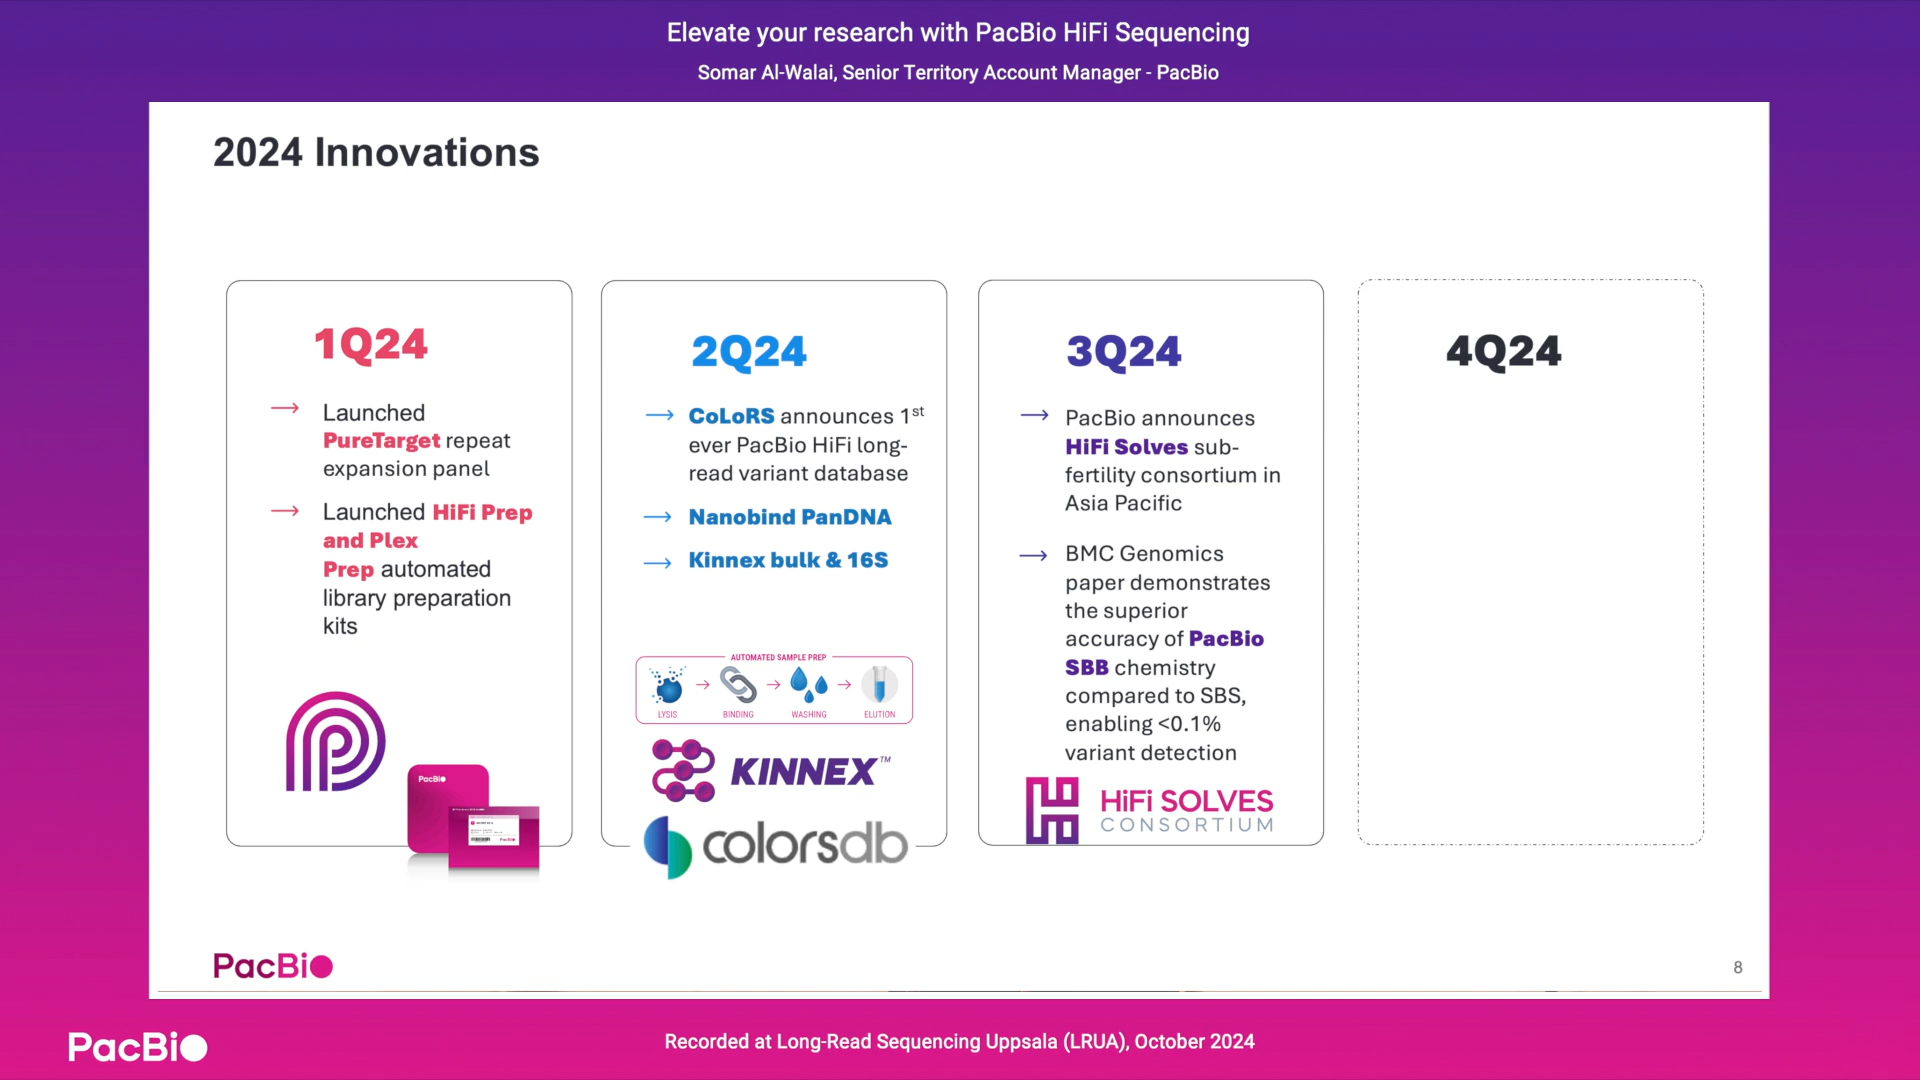 Elevate your research with PacBio HiFi Sequencing
Somar Al-Walai, Senior Territory Account Manager - PacBio
2024 Innovations
1Q24
Launched
PureTarget repeat
expansion panel
Launched HiFi Prep
and Plex
Prep automated
library preparation
kits
PacBio
2Q24
CoLoRS announces 1st
ever PacBio HiFi long-
read variant database
Nanobind PanDNA
Kinnex bulk & 16S
AUTOMATED SAMPLE PREP
LYSIS BINDING WASHING ELUTION
KINNEX™
colorsdb
3Q24
PacBio announces
HiFi Solves sub-
fertility consortium in
Asia Pacific
BMC Genomics
paper demonstrates
the superior
accuracy of PacBio
SBB chemistry
compared to SBS,
enabling <0.1%
variant detection
HiFi SOLVES
CONSORTIUM
4Q24
PacBio
8
PacBio
Recorded at Long-Read Sequencing Uppsala (LRUA), October 2024